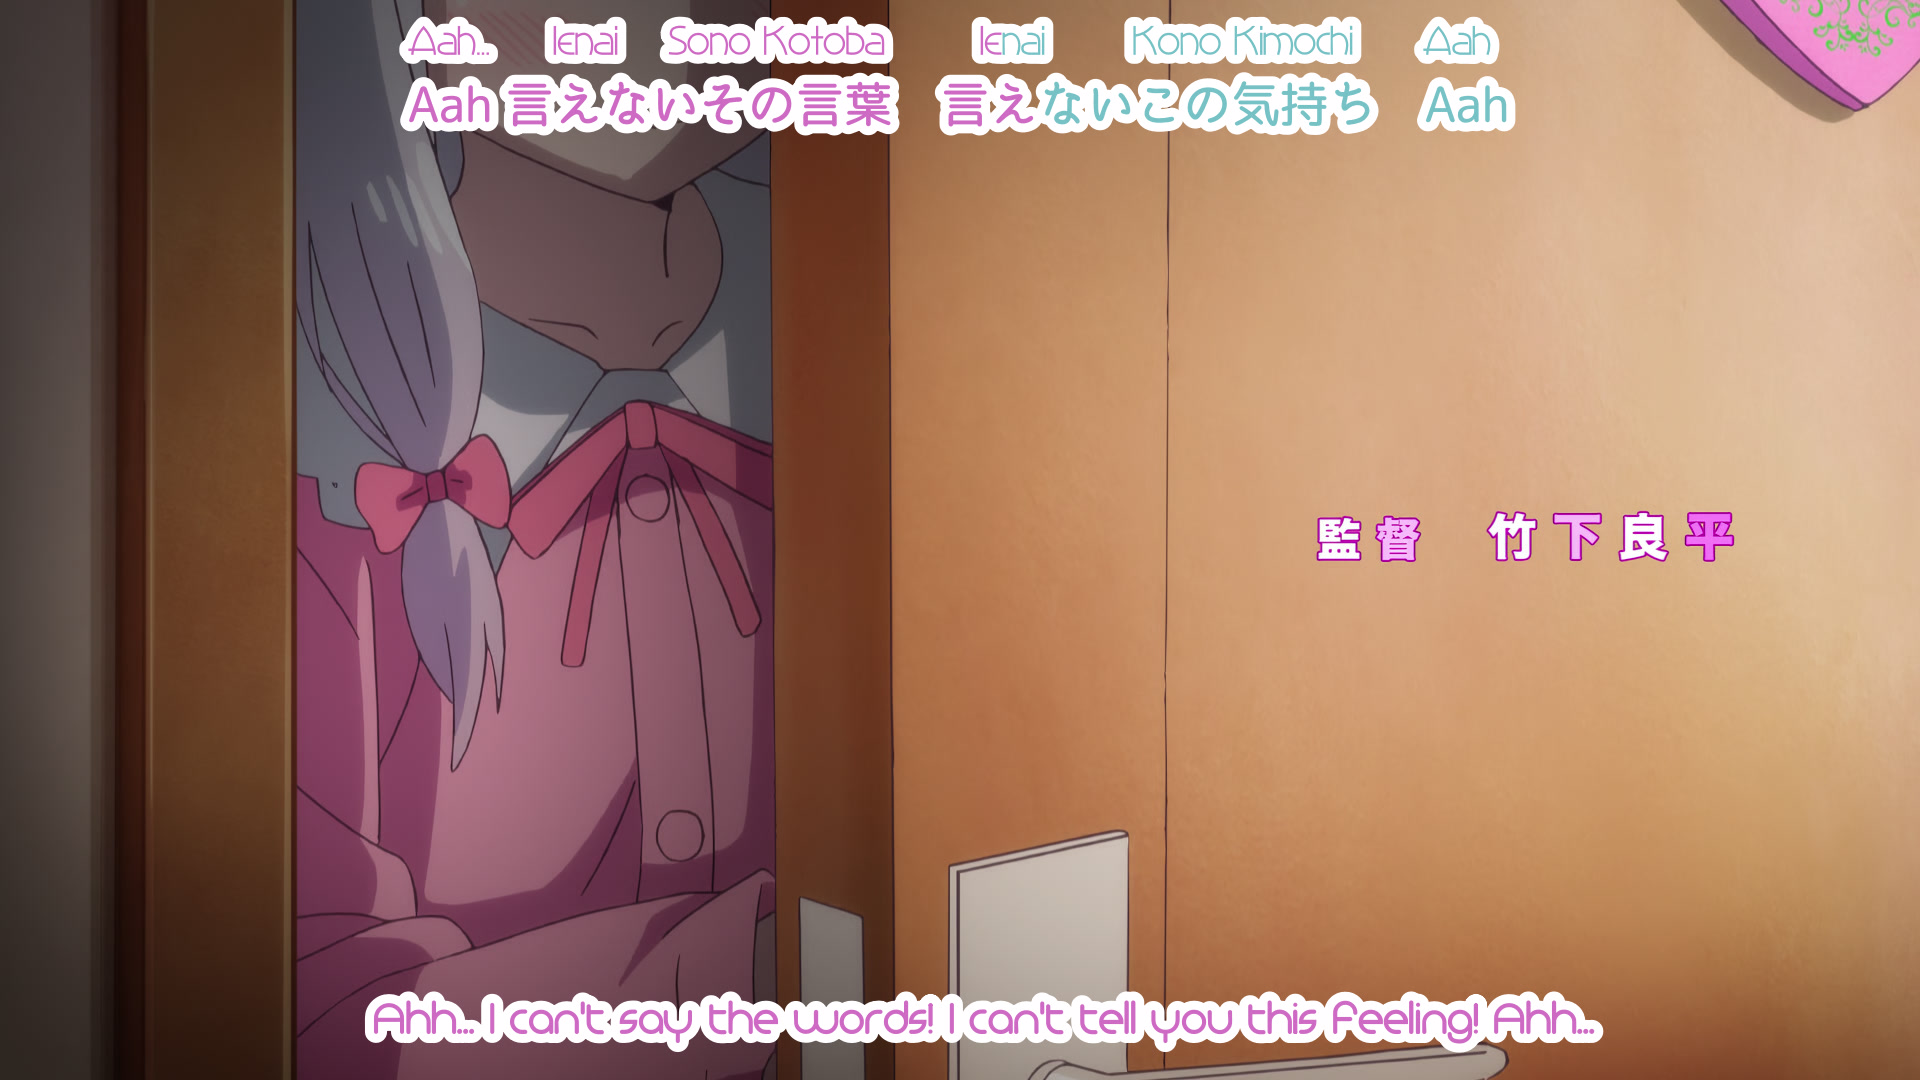 Aah... Ienai Sono Kotoba Ienai Kono Kimochi Aah
Aah 言えないその言葉 言えないこの気持ち Aah
監督 竹下良平
Ahh... I can't say the words! I can't tell you this feeling! Ahh...